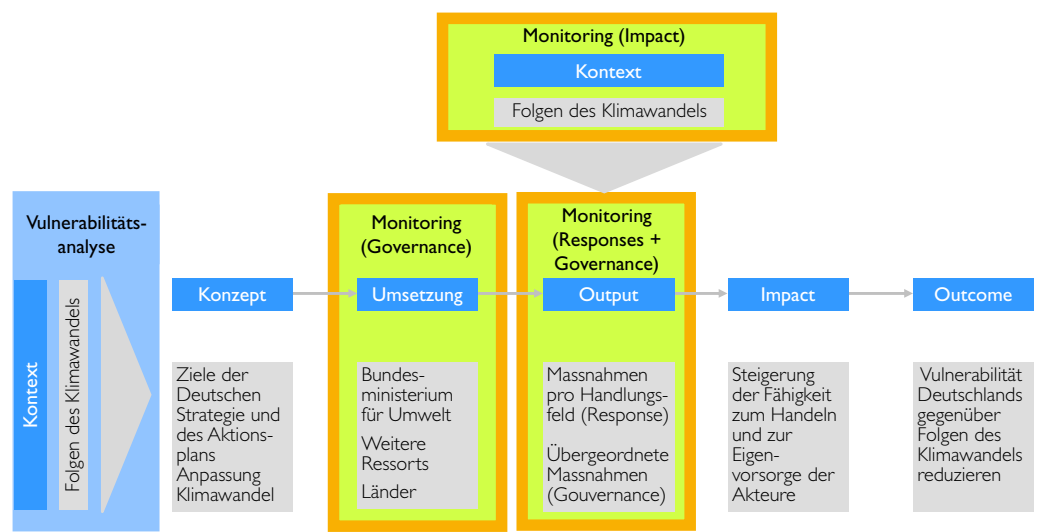 Monitoring (Impact)
Kontext
Folgen des Klimawandels
Vulnerabilitäts-
analyse
Kontext
Folgen des Klimawandels
Konzept
Ziele der
Deutschen
Strategie und
des Aktions-
plans
Anpassung
Klimawandel
Monitoring
(Governance)
Umsetzung
Bundes-
ministerium
für Umwelt
Weitere
Ressorts
Länder
Monitoring
(Responses +
Governance)
Output
Massnahmen
pro Handlungs-
feld (Response)
Übergeordnete
Massnahmen
(Gouvernance)
Impact
Steigerung
der Fähigkeit
zum Handeln
und zur
Eigen-
vorsorge der
Akteure
Outcome
Vulnerabilität
Deutschlands
gegenüber
Folgen des
Klimawandels
reduzieren